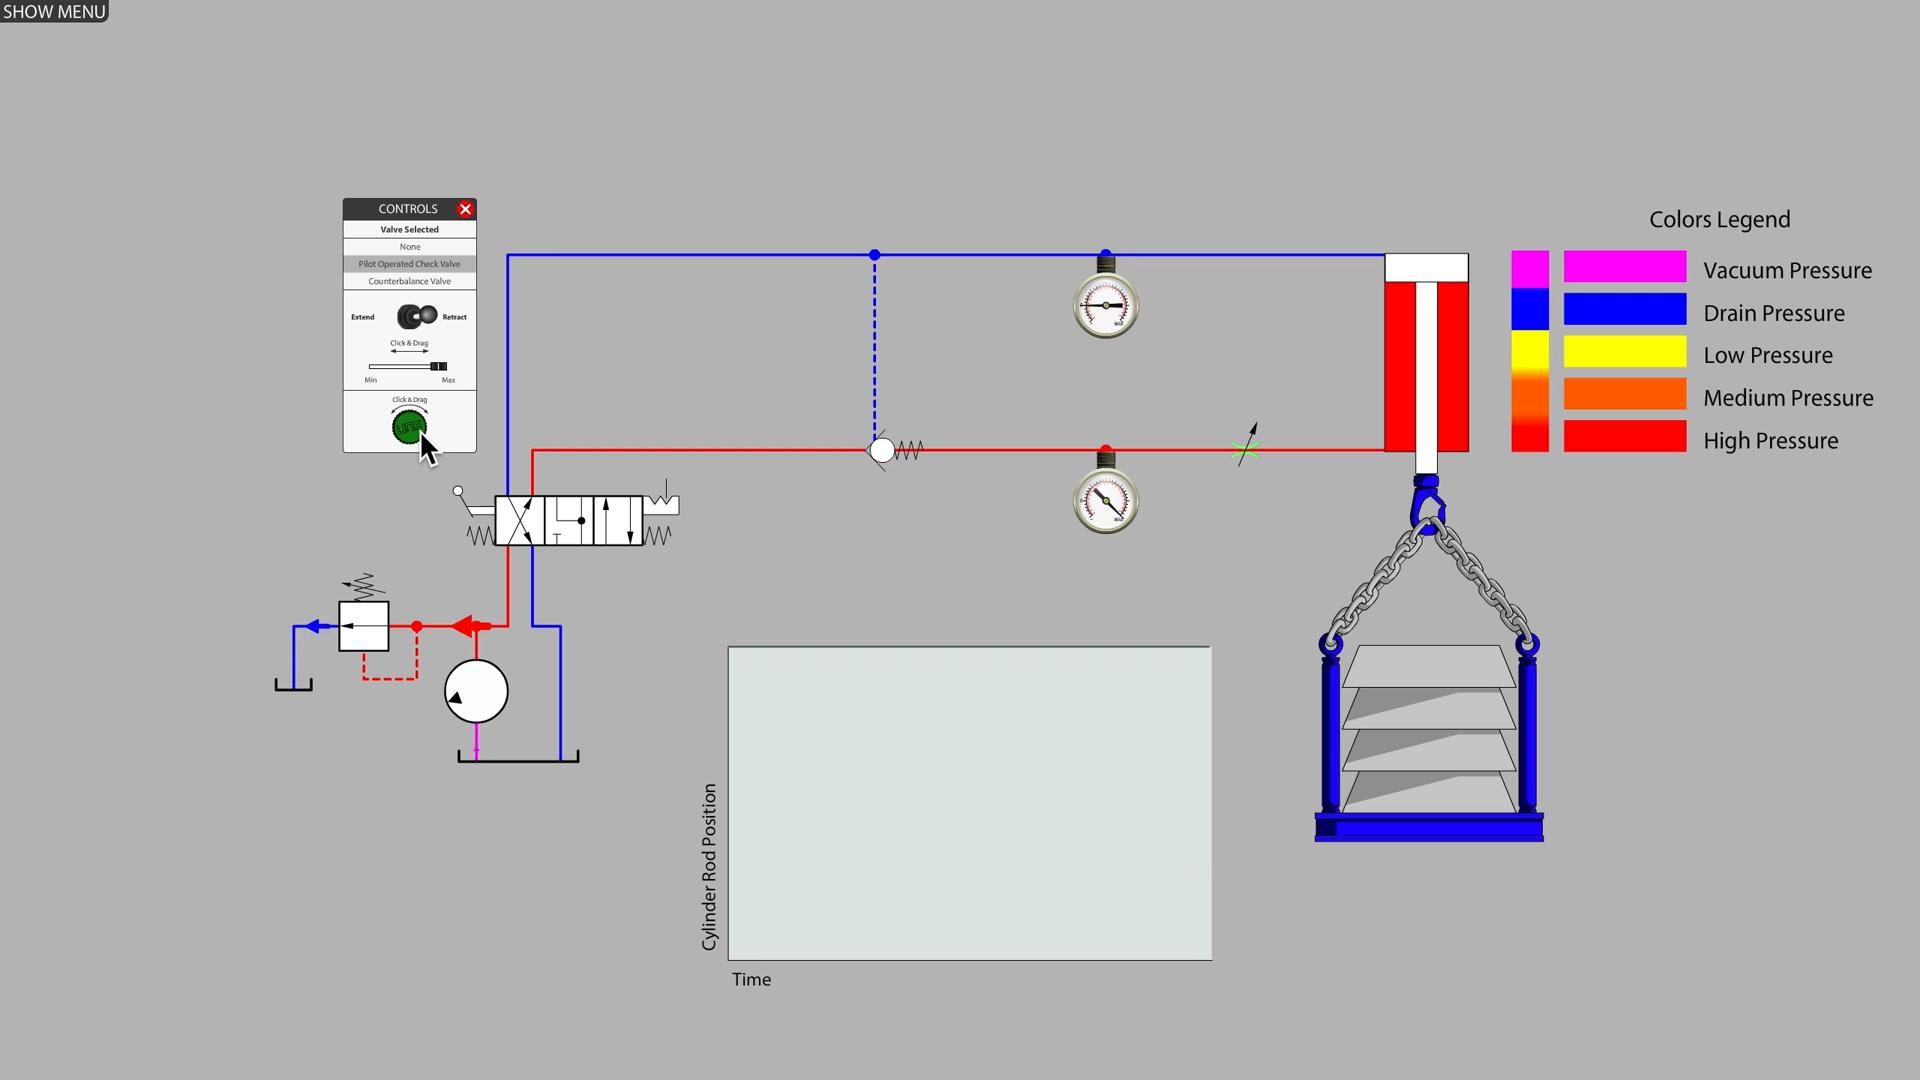 SHOW MENU
CONTROLS
Valve Selected
None
Pilot Operated Check Valve
Counterbalance Valve
Extend
Retract
Click & Drag
Min
Max
Click & Drag
Colors Legend
Vacuum Pressure
Drain Pressure
Low Pressure
Medium Pressure
High Pressure
Cylinder Rod Position
Time